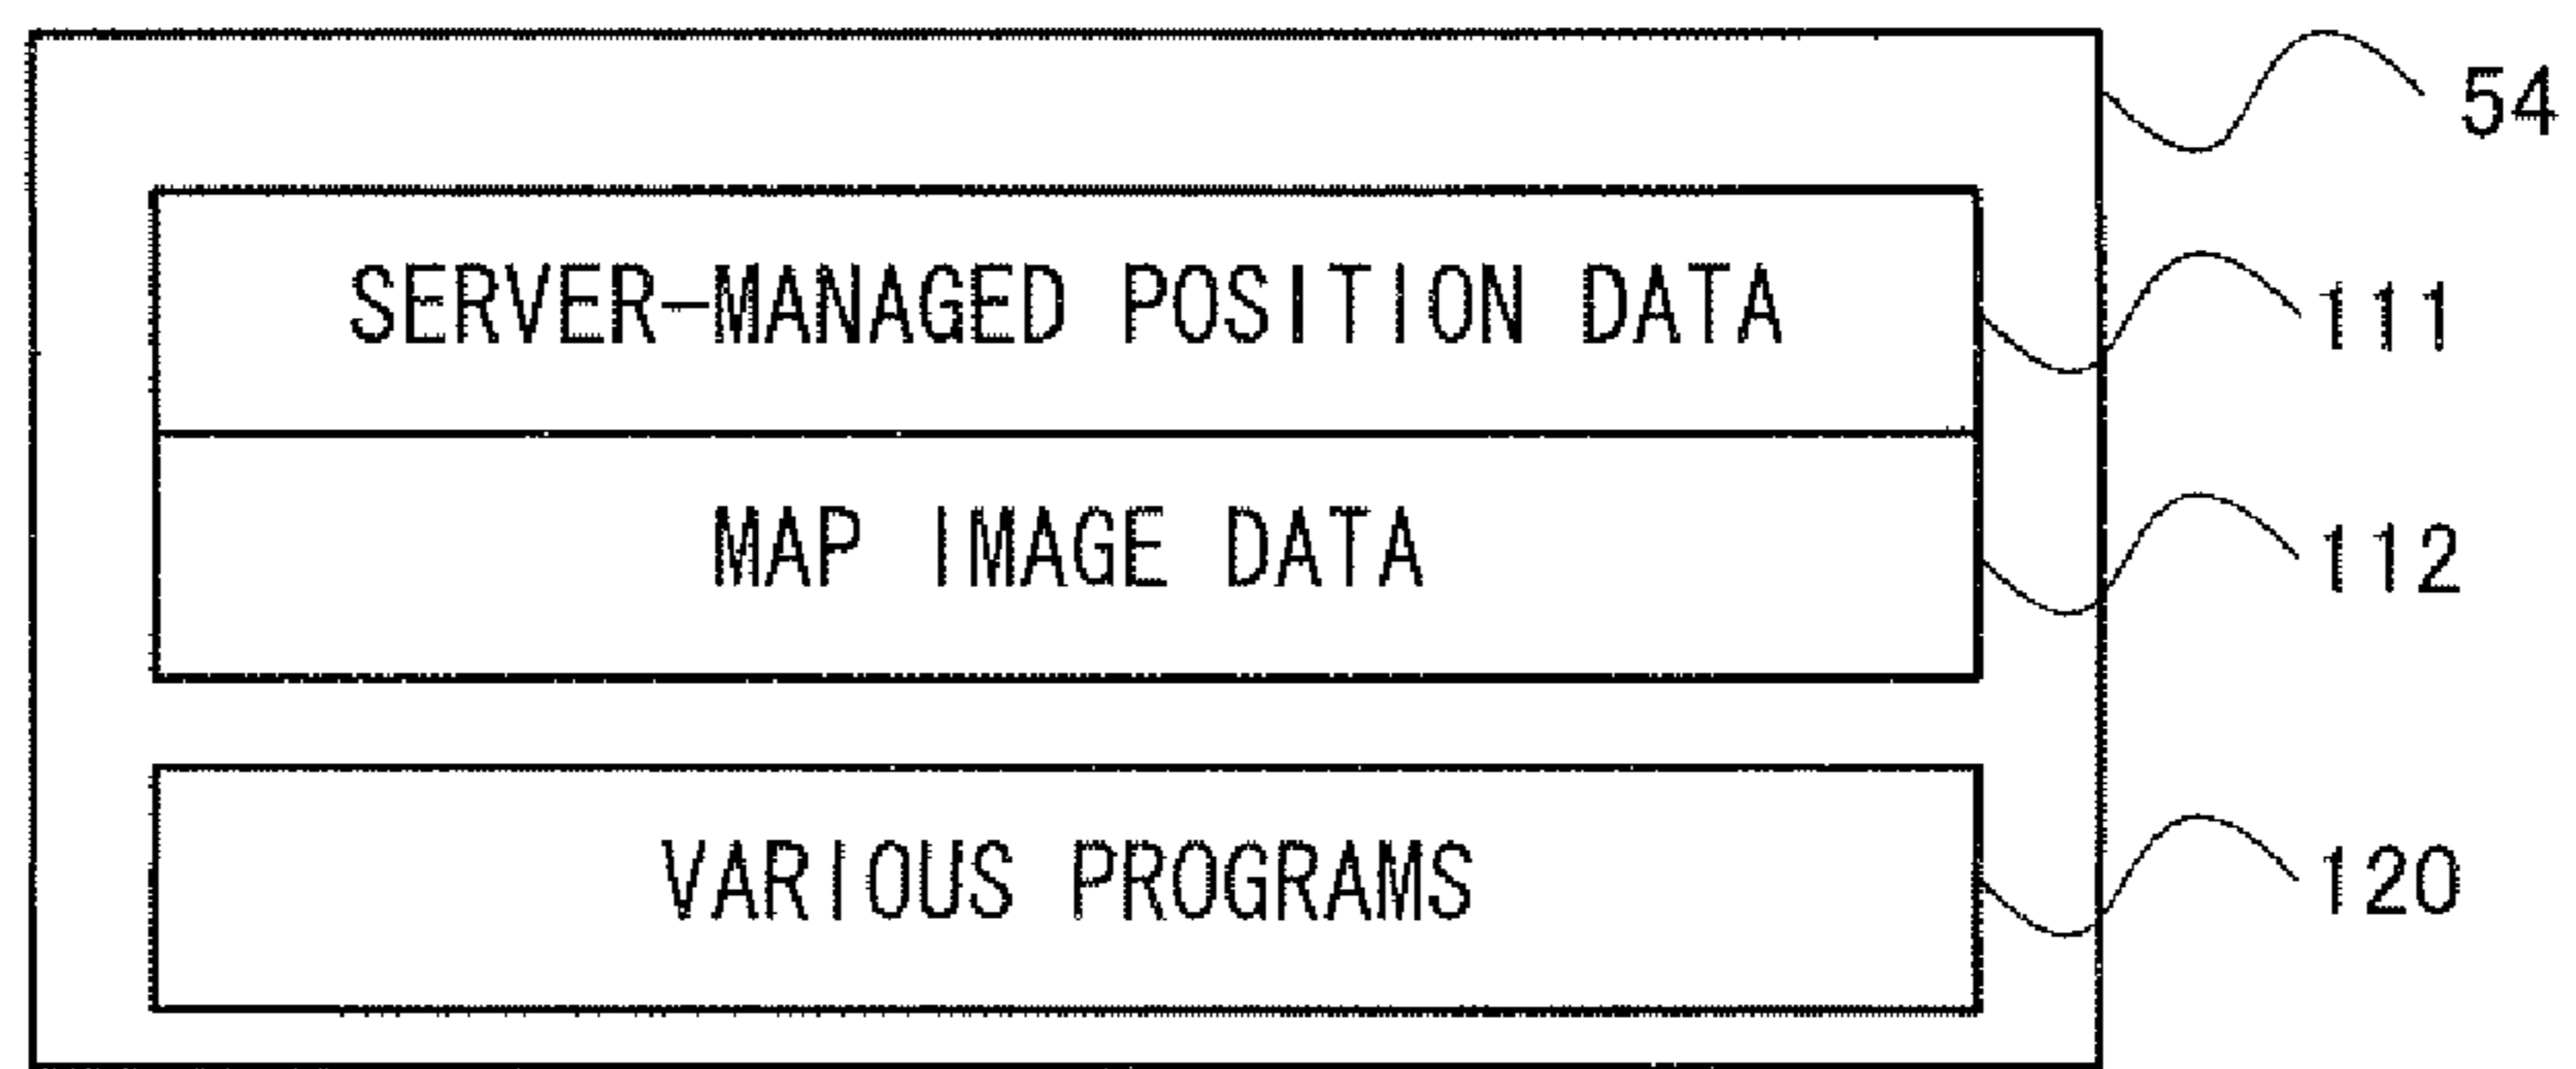 54
SERVER-MANAGED POSITION DATA
111
MAP IMAGE DATA
112
VARIOUS PROGRAMS
120